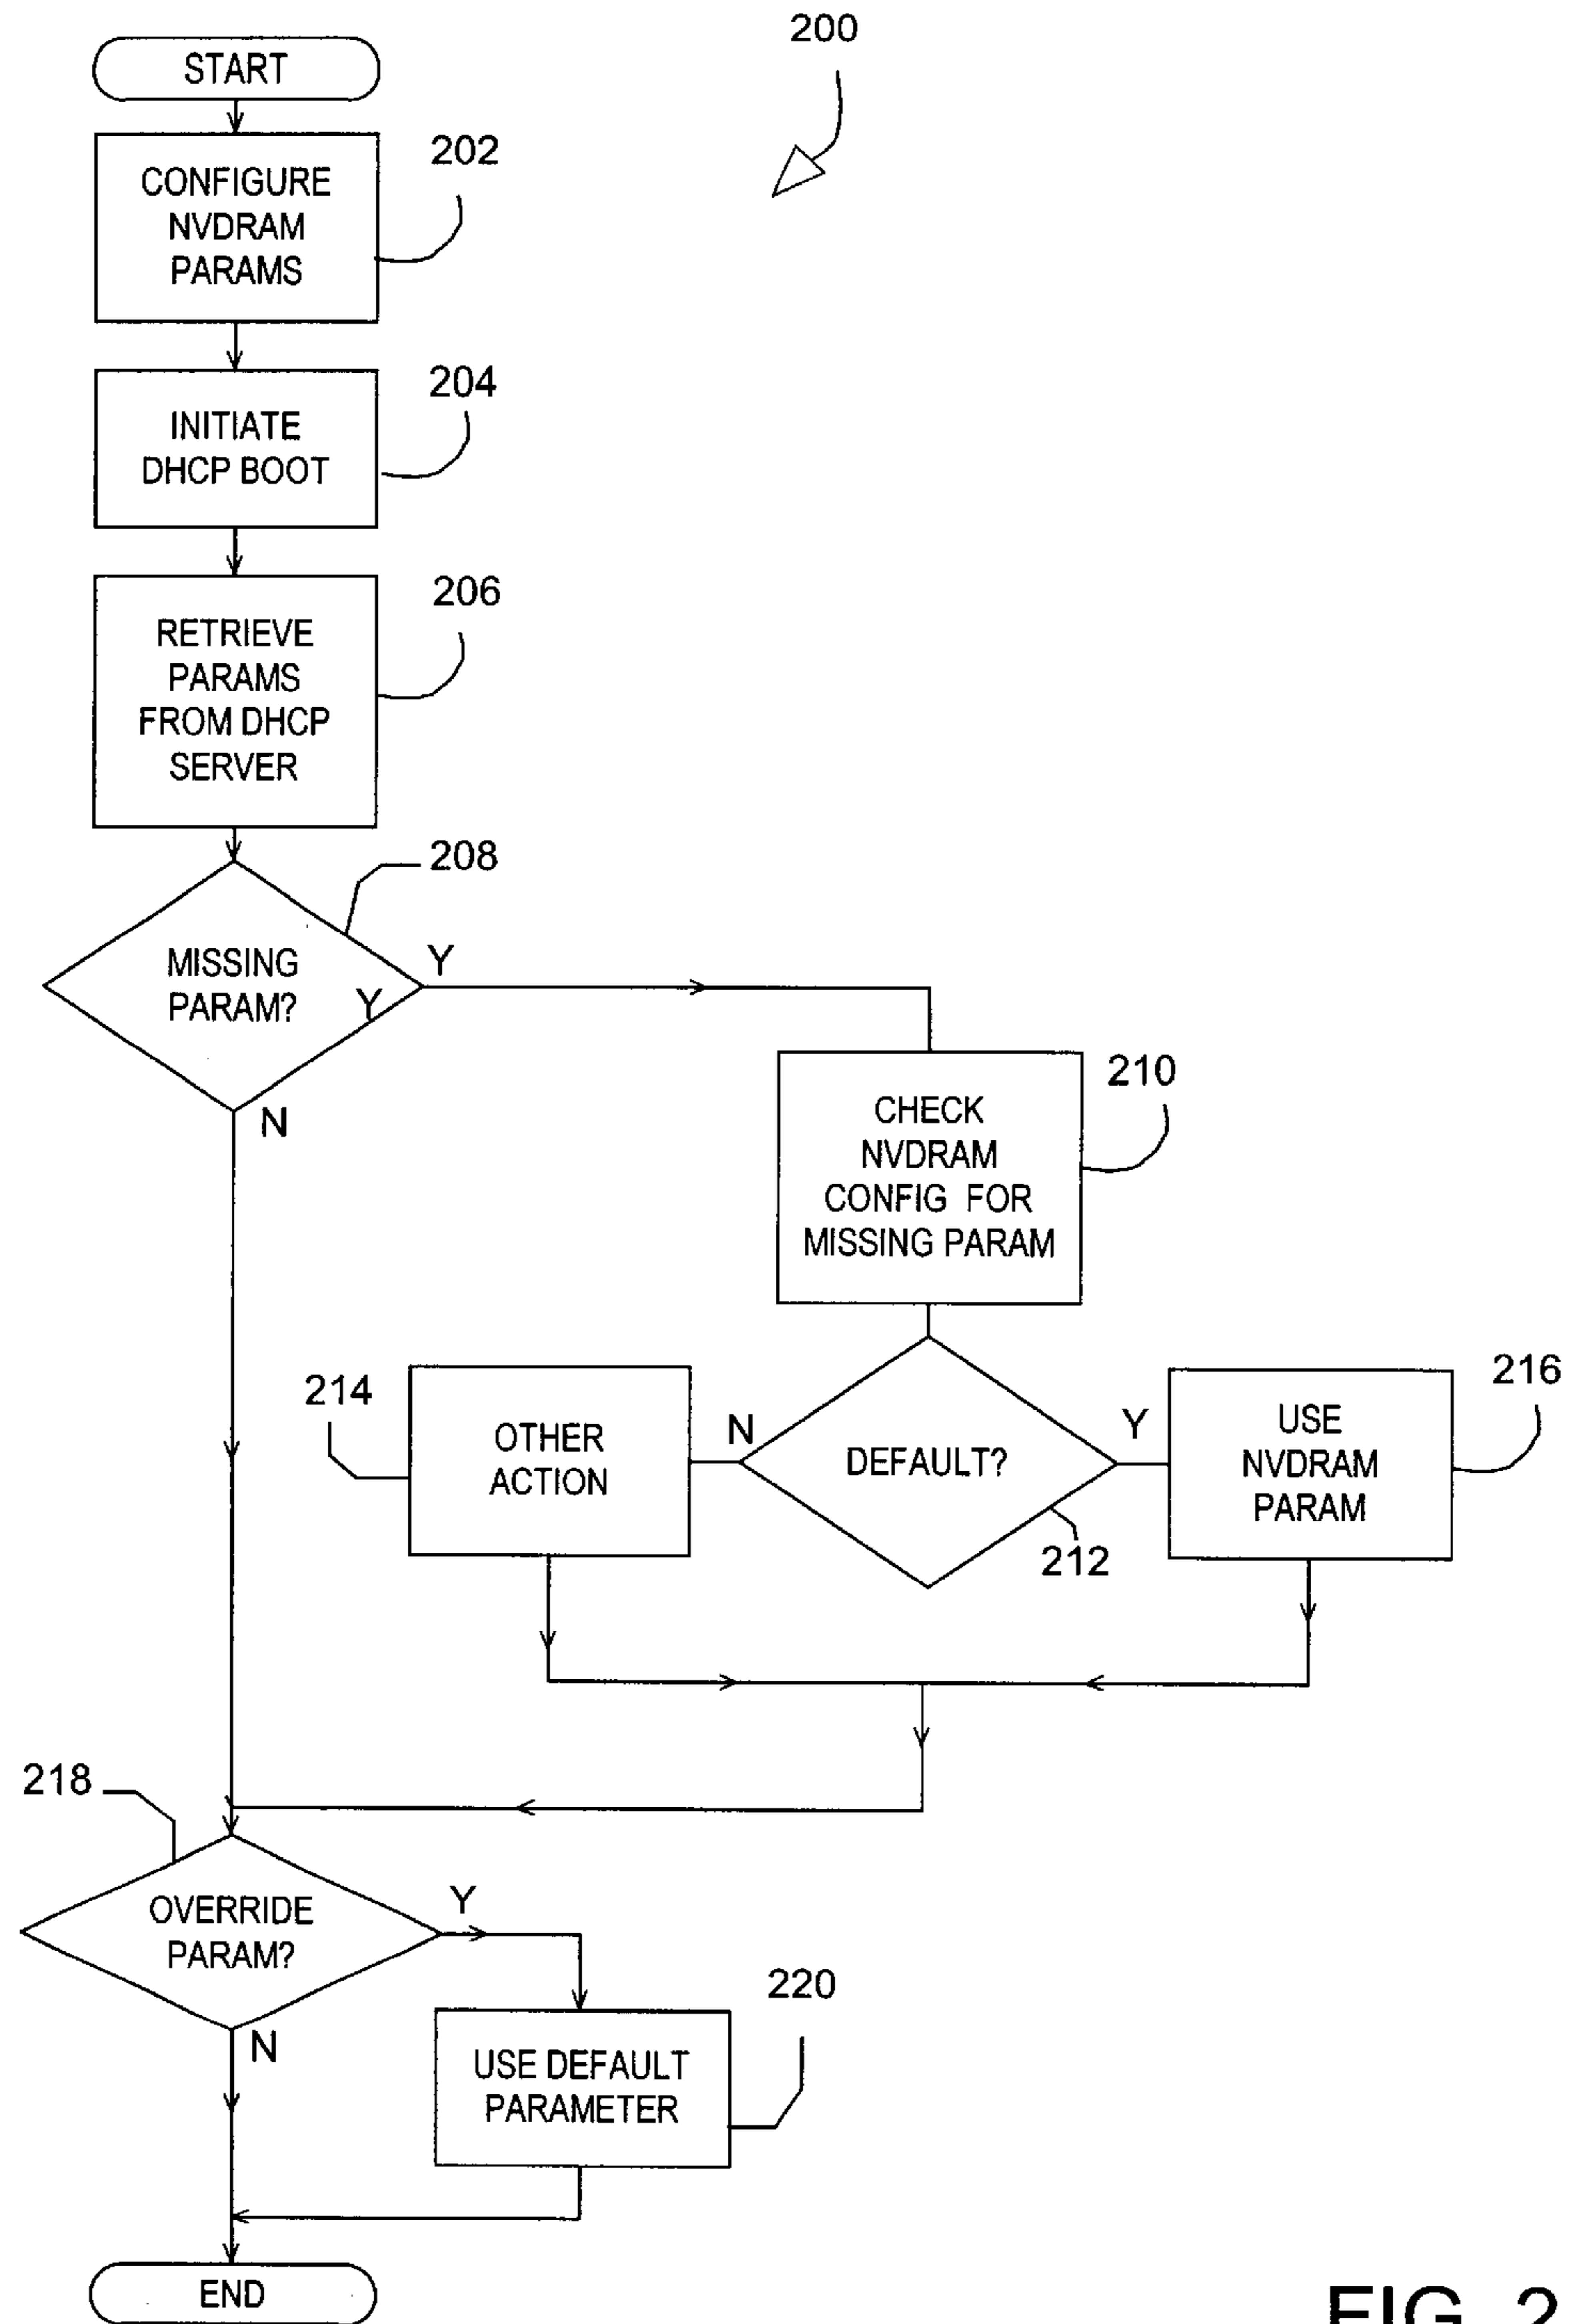 200
START
202
CONFIGURE
NVDRAM
PARAMS
204
INITIATE
DHCP BOOT
206
RETRIEVE
PARAMS
FROM DHCP
SERVER
208
MISSING
PARAM?
Y
Y
N
210
CHECK
NVDRAM
CONFIG FOR
MISSING PARAM
214
OTHER
ACTION
N
DEFAULT?
Y
212
216
USE
NVDRAM
PARAM
218
OVERRIDE
PARAM?
Y
N
220
USE DEFAULT
PARAMETER
END
FIG. 2